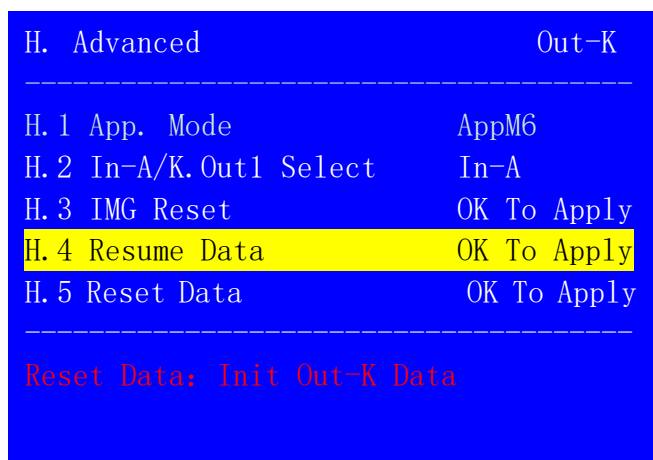 H. Advanced Out-K
H.1 App. Mode AppM6
H.2 In-A/K.Out1 Select In-A
H.3 IMG Reset OK To Apply
H.4 Resume Data OK To Apply
H.5 Reset Data OK To Apply
Reset Data: Init Out-K Data